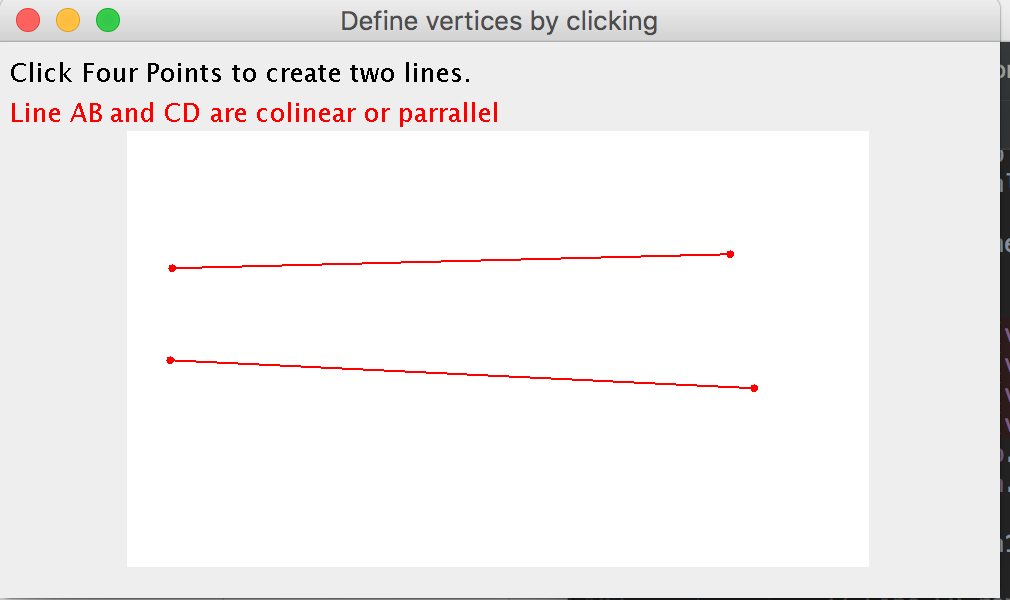 Define vertices by clicking
Click Four Points to create two lines.
Line AB and CD are colinear or parrallel